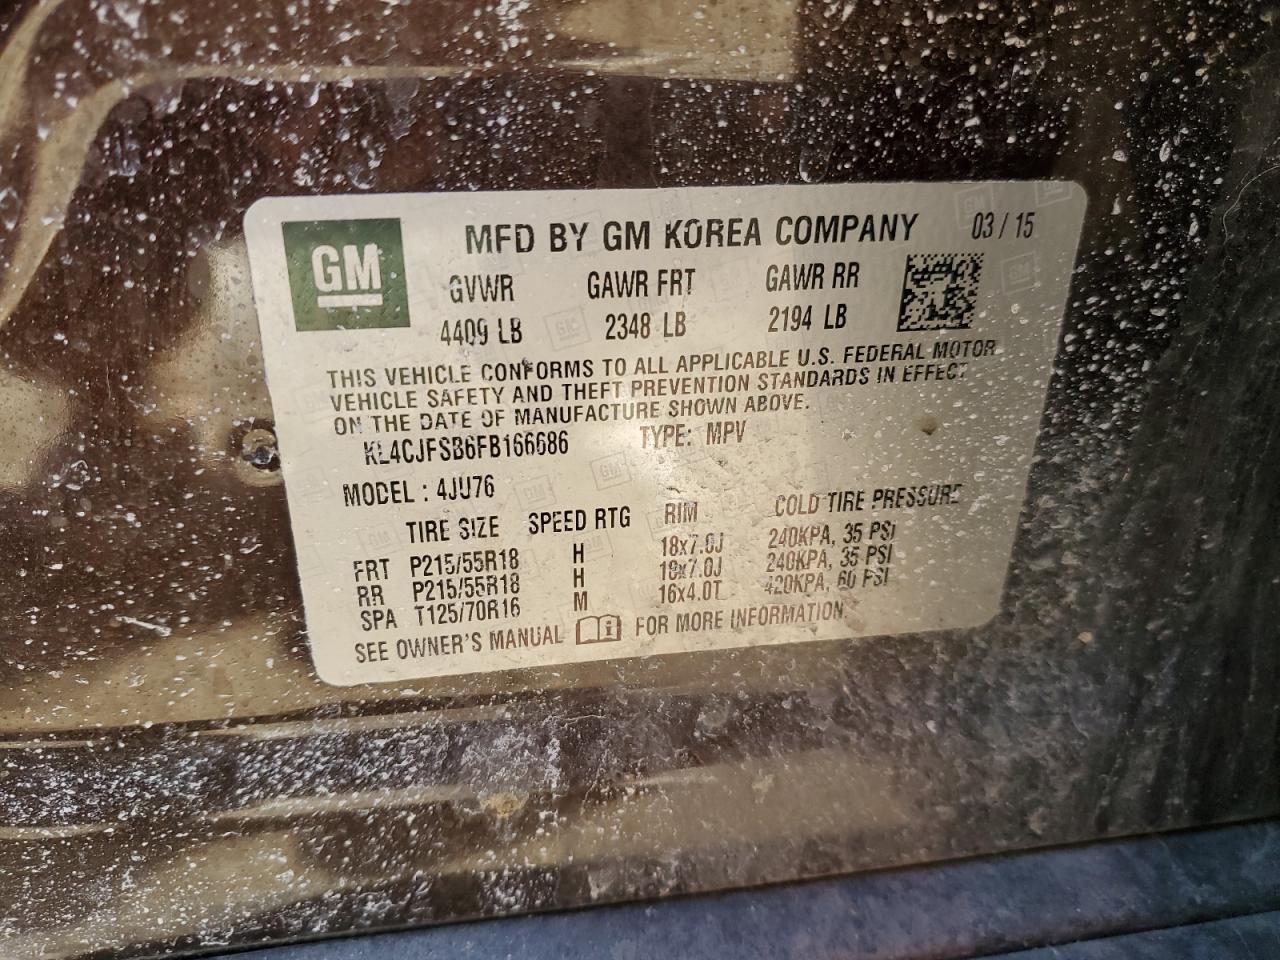 GM
MFD BY GM KOREA COMPANY 03 / 15
GVWR GAWR FRT GAWR RR
4409 LB 2348 LB 2194 LB
THIS VEHICLE CONFORMS TO ALL APPLICABLE U.S. FEDERAL MOTOR
VEHICLE SAFETY AND THEFT PREVENTION STANDARDS IN EFFECT
ON THE DATE OF MANUFACTURE SHOWN ABOVE.
KL4CJFSB6FB166686 TYPE: MPV
MODEL : 4JU76
TIRE SIZE SPEED RTG RIM COLD TIRE PRESSURE
FRT P215/55R18 H 18x7.0J 240KPA, 35 PSI
RR P215/55R18 H 18x7.0J 240KPA, 35 PSI
SPA T125/70R16 M 16x4.0T 420KPA, 60 PSI
SEE OWNER'S MANUAL FOR MORE INFORMATION.